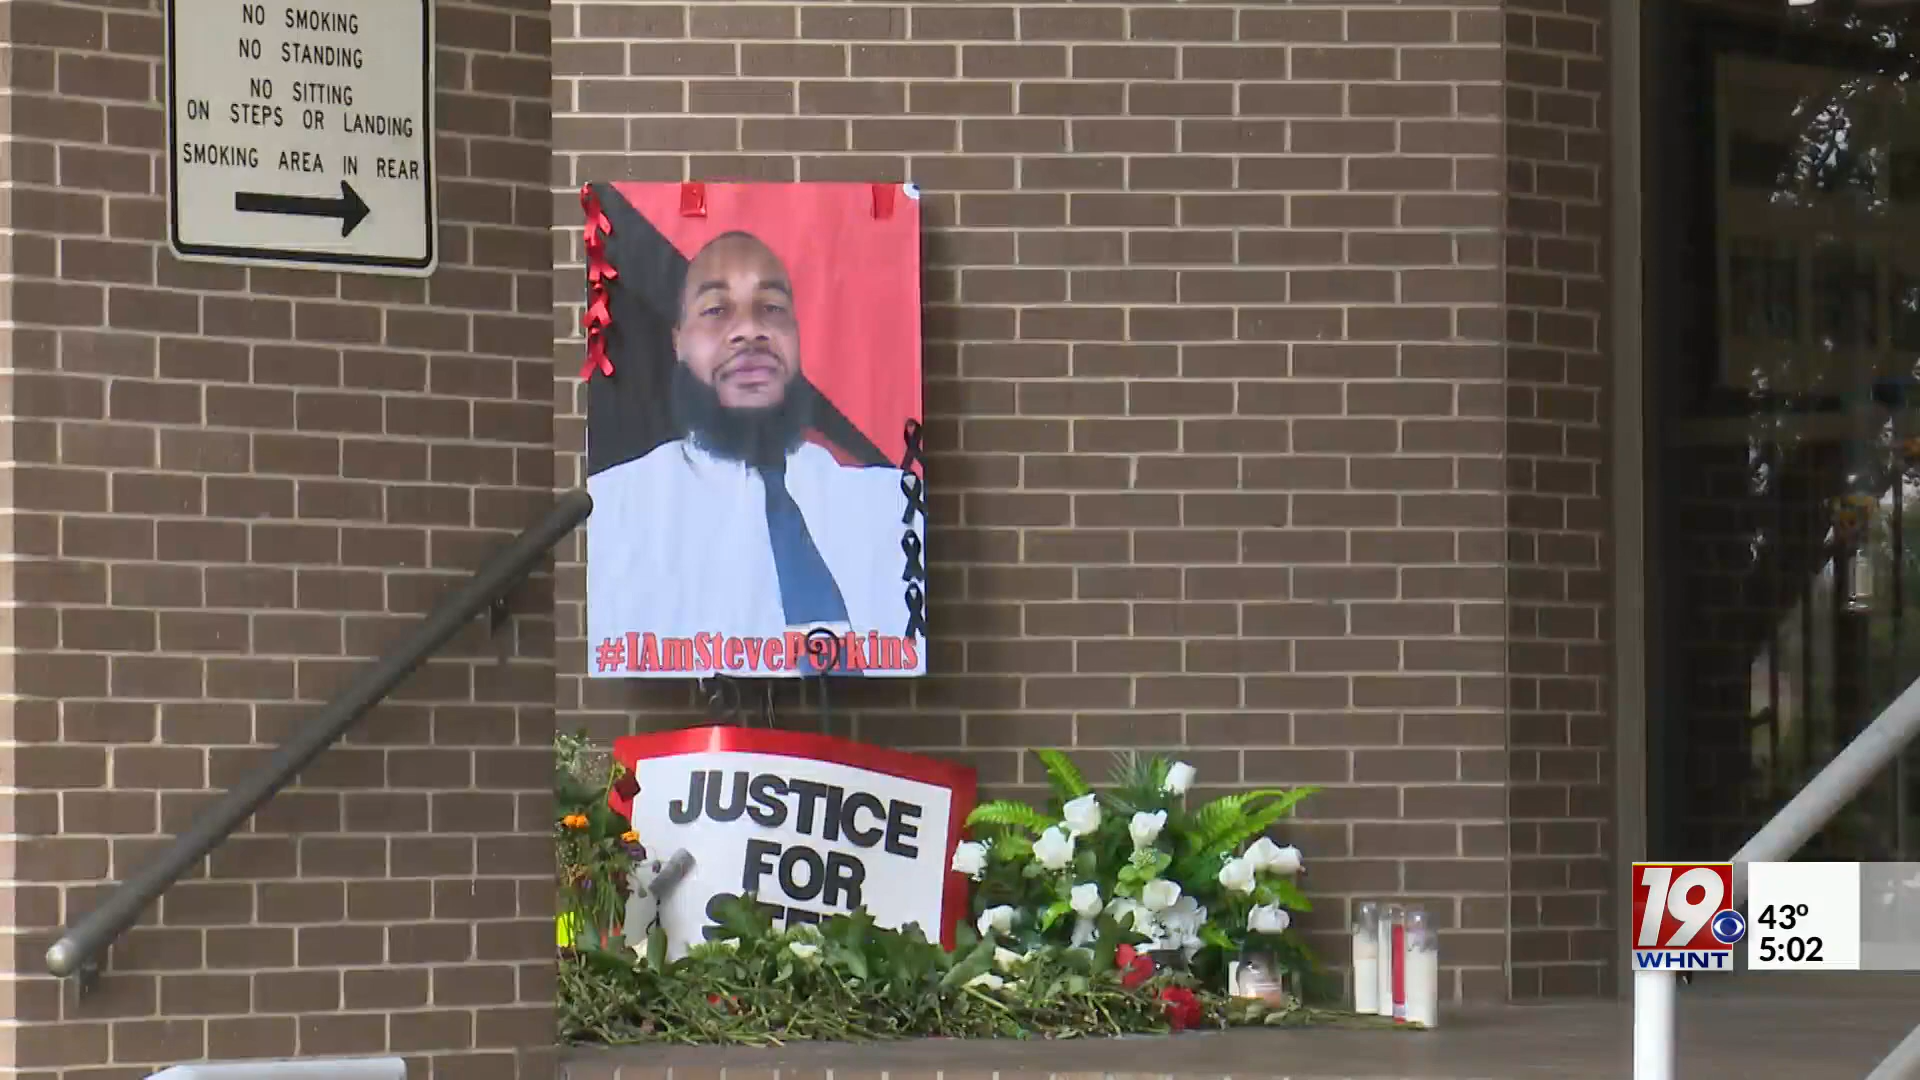 NO SMOKING
NO STANDING
NO SITTING
ON STEPS OR LANDING
SMOKING AREA IN REAR
#IAmStevePerkins
JUSTICE
FOR
19
WHNT
43º
5:02